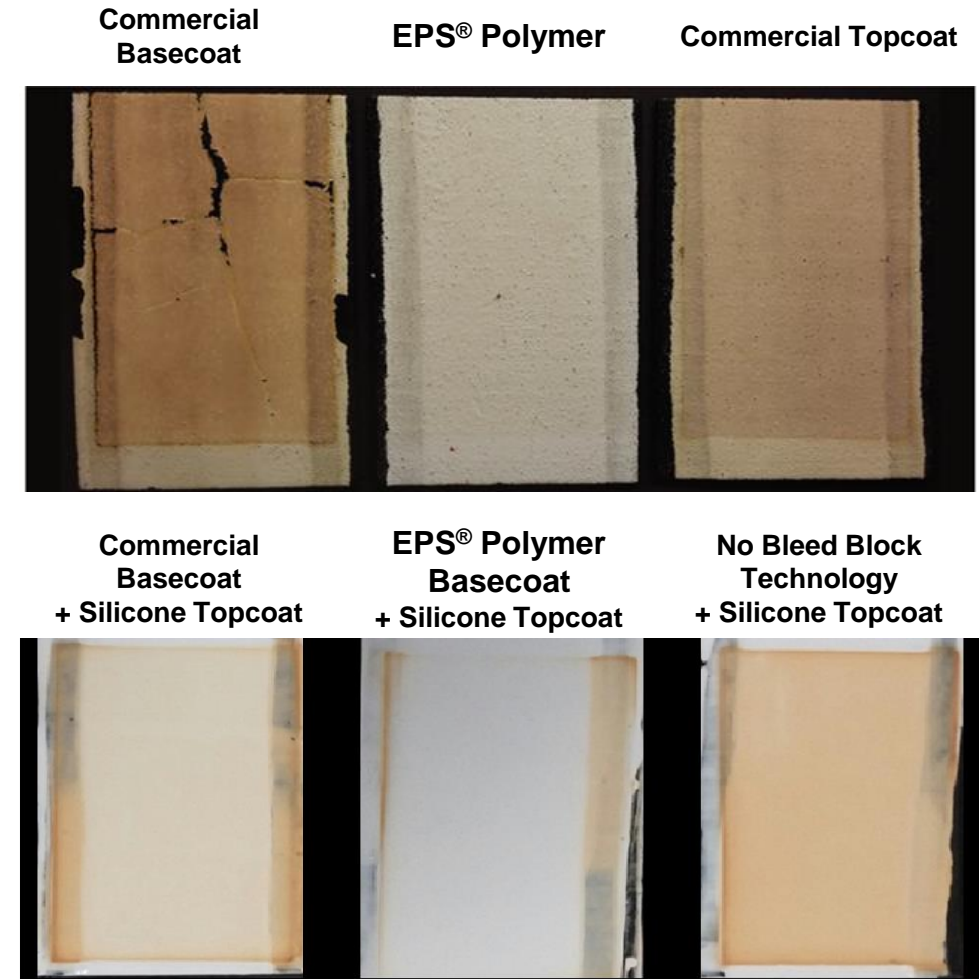 Commercial
Basecoat
EPS® Polymer
Commercial Topcoat
Commercial
Basecoat
+ Silicone Topcoat
EPS® Polymer
Basecoat
+ Silicone Topcoat
No Bleed Block
Technology
+ Silicone Topcoat